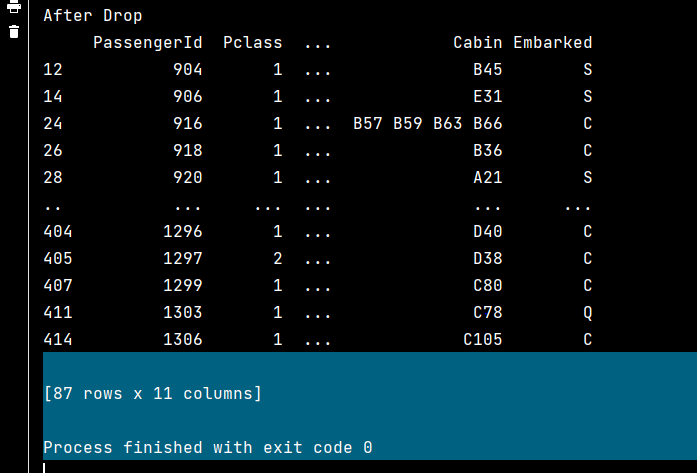 After Drop
     PassengerId  Pclass  ...            Cabin Embarked
12           904       1  ...              B45        S
14           906       1  ...              E31        S
24           916       1  ...  B57 B59 B63 B66        C
26           918       1  ...              B36        C
28           920       1  ...              A21        S
..           ...     ...  ...              ...      ...
404         1296       1  ...              D40        C
405         1297       2  ...              D38        C
407         1299       1  ...              C80        C
411         1303       1  ...              C78        Q
414         1306       1  ...             C105        C
[87 rows x 11 columns]
Process finished with exit code 0